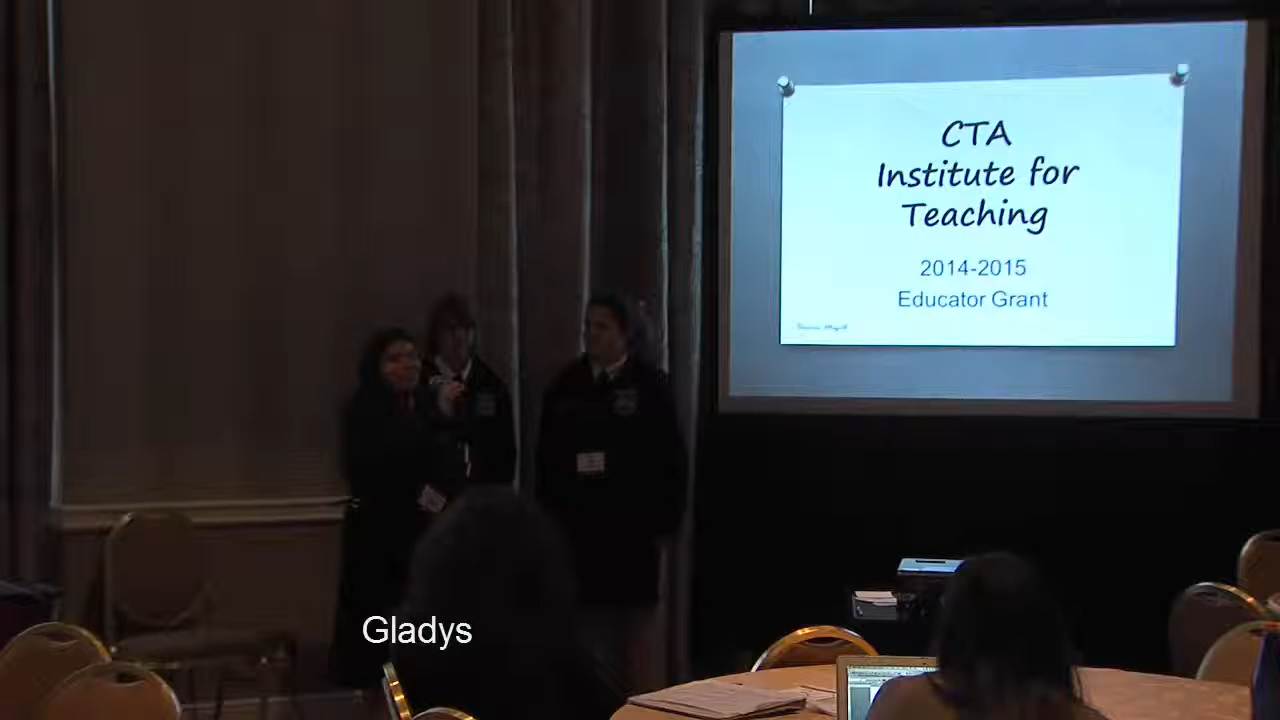 CTA
Institute for
Teaching
2014-2015
Educator Grant
Gladys